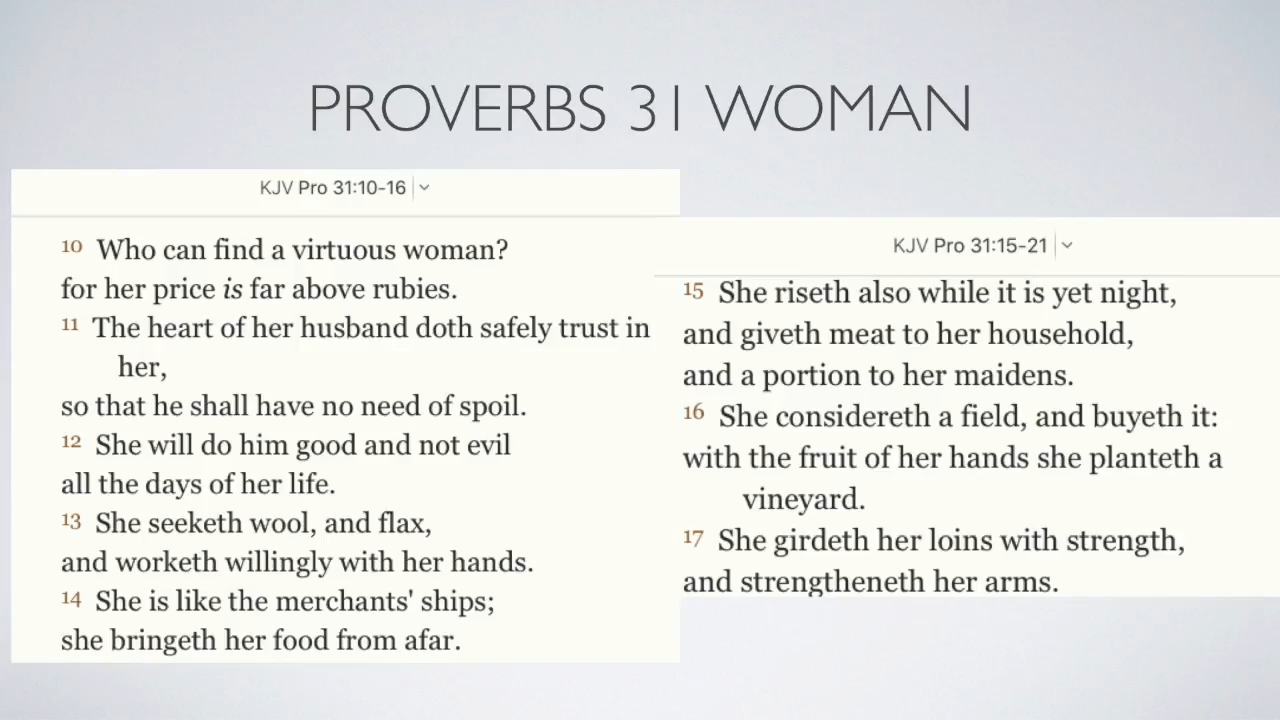 PROVERBS 31 WOMAN
KJV Pro 31:10-16
10 Who can find a virtuous woman?
for her price is far above rubies.
11 The heart of her husband doth safely trust in
her,
so that he shall have no need of spoil.
12 She will do him good and not evil
all the days of her life.
13 She seeketh wool, and flax,
and worketh willingly with her hands.
14 She is like the merchants' ships;
she bringeth her food from afar.
KJV Pro 31:15-21
15 She riseth also while it is yet night,
and giveth meat to her household,
and a portion to her maidens.
16 She considereth a field, and buyeth it:
with the fruit of her hands she planteth a
vineyard.
17 She girdeth her loins with strength,
and strengtheneth her arms.